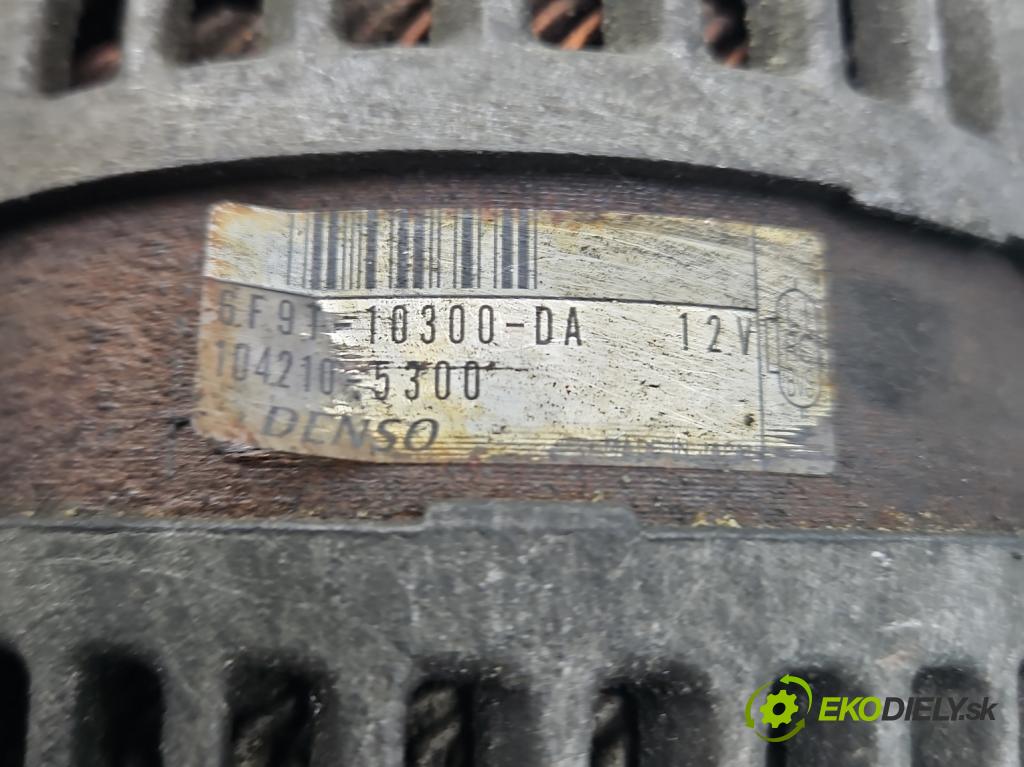 6F91-10300-DA 12V
104210-5300
DENSO
EKODIELY.sk